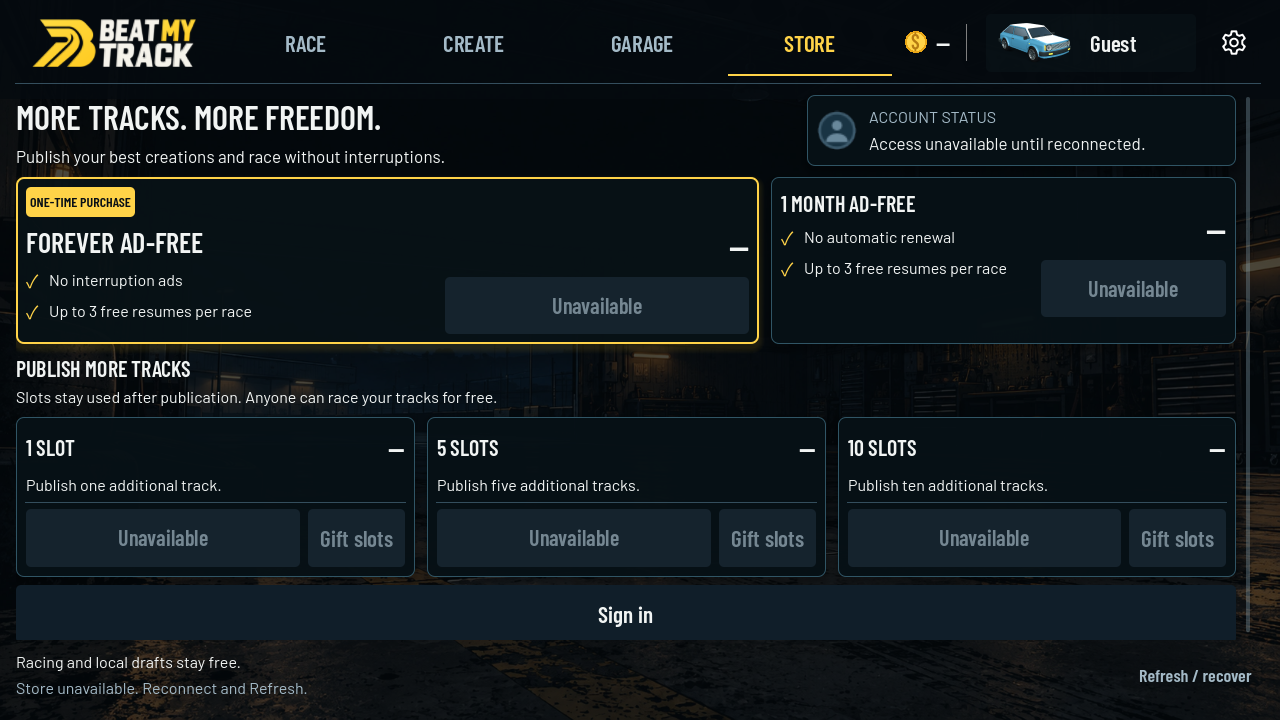 BEATMY
TRACK
RACE
CREATE
GARAGE
STORE
–
Guest
MORE TRACKS. MORE FREEDOM.
Publish your best creations and race without interruptions.
ACCOUNT STATUS
Access unavailable until reconnected.
ONE-TIME PURCHASE
FOREVER AD-FREE
–
✓ No interruption ads
✓ Up to 3 free resumes per race
Unavailable
1 MONTH AD-FREE
–
✓ No automatic renewal
✓ Up to 3 free resumes per race
Unavailable
PUBLISH MORE TRACKS
Slots stay used after publication. Anyone can race your tracks for free.
1 SLOT –
Publish one additional track.
Unavailable
Gift slots
5 SLOTS –
Publish five additional tracks.
Unavailable
Gift slots
10 SLOTS –
Publish ten additional tracks.
Unavailable
Gift slots
Sign in
Racing and local drafts stay free.
Store unavailable. Reconnect and Refresh.
Refresh / recover